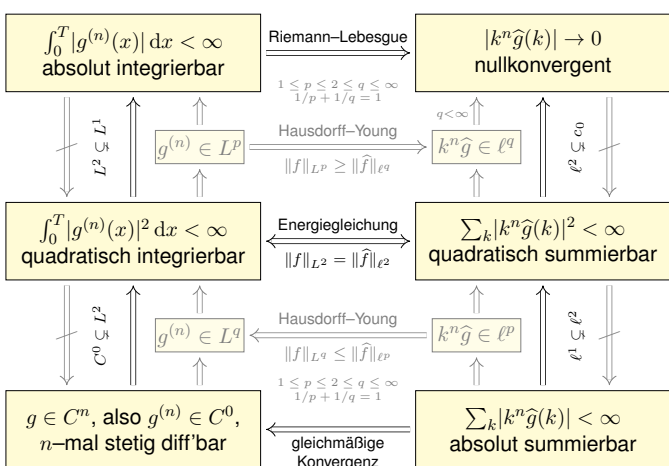 ∫₀ᵀ|g⁽ⁿ⁾(x)| dx < ∞
absolut integrierbar
Riemann–Lebesgue
|kⁿĝ(k)| → 0
nullkonvergent
1 ≤ p ≤ 2 ≤ q ≤ ∞
1/p + 1/q = 1
L² ⊊ L¹
g⁽ⁿ⁾ ∈ Lᵖ
Hausdorff–Young
‖f‖_{Lᵖ} ≥ ‖f̂‖_{ℓ^q}
q<∞
kⁿĝ ∈ ℓ^q
ℓ² ⊊ c₀
∫₀ᵀ|g⁽ⁿ⁾(x)|² dx < ∞
quadratisch integrierbar
Energiegleichung
‖f‖_{L²} = ‖f̂‖_{ℓ²}
∑ₖ|kⁿĝ(k)|² < ∞
quadratisch summierbar
C⁰ ⊊ L²
g⁽ⁿ⁾ ∈ L^q
Hausdorff–Young
‖f‖_{L^q} ≤ ‖f̂‖_{ℓᵖ}
1 ≤ p ≤ 2 ≤ q ≤ ∞
1/p + 1/q = 1
kⁿĝ ∈ ℓᵖ
ℓ¹ ⊊ ℓ²
g ∈ Cⁿ, also g⁽ⁿ⁾ ∈ C⁰,
n–mal stetig diff'bar
gleichmäßige
Konvergenz
∑ₖ|kⁿĝ(k)| < ∞
absolut summierbar